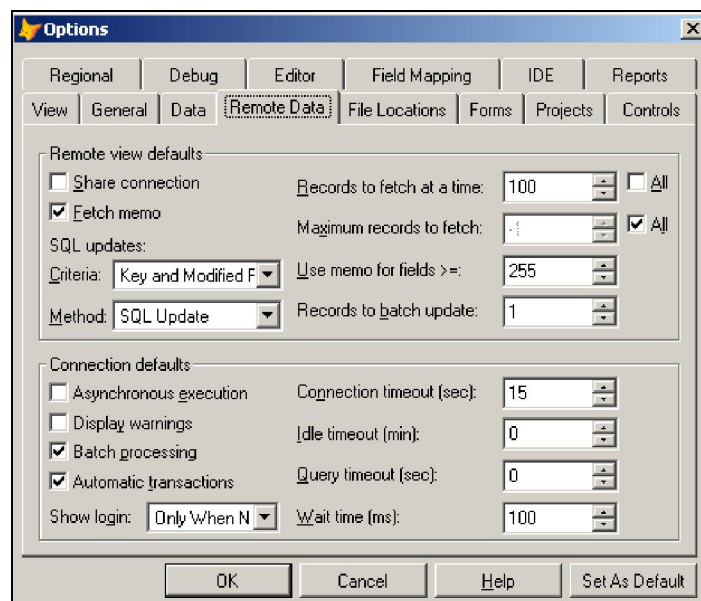 Options
Regional Debug Editor Field Mapping IDE Reports
View General Data Remote Data File Locations Forms Projects Controls
Remote view defaults
Share connection
Records to fetch at a time: 100 All
Fetch memo
Maximum records to fetch: -1 All
SQL updates:
Criteria: Key and Modified F
Use memo for fields >=: 255
Method: SQL Update
Records to batch update: 1
Connection defaults
Asynchronous execution
Connection timeout (sec): 15
Display warnings
Idle timeout (min): 0
Batch processing
Automatic transactions
Query timeout (sec): 0
Show login: Only When N
Wait time (ms): 100
OK Cancel Help Set As Default